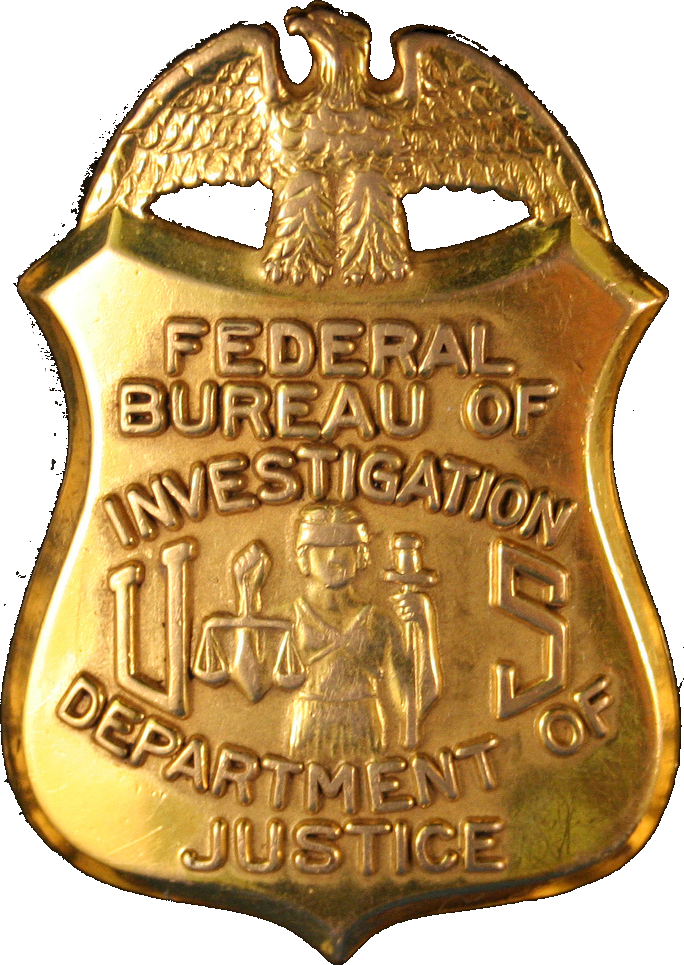 FEDERAL
BUREAU OF
INVESTIGATION
U S
DEPARTMENT OF
JUSTICE